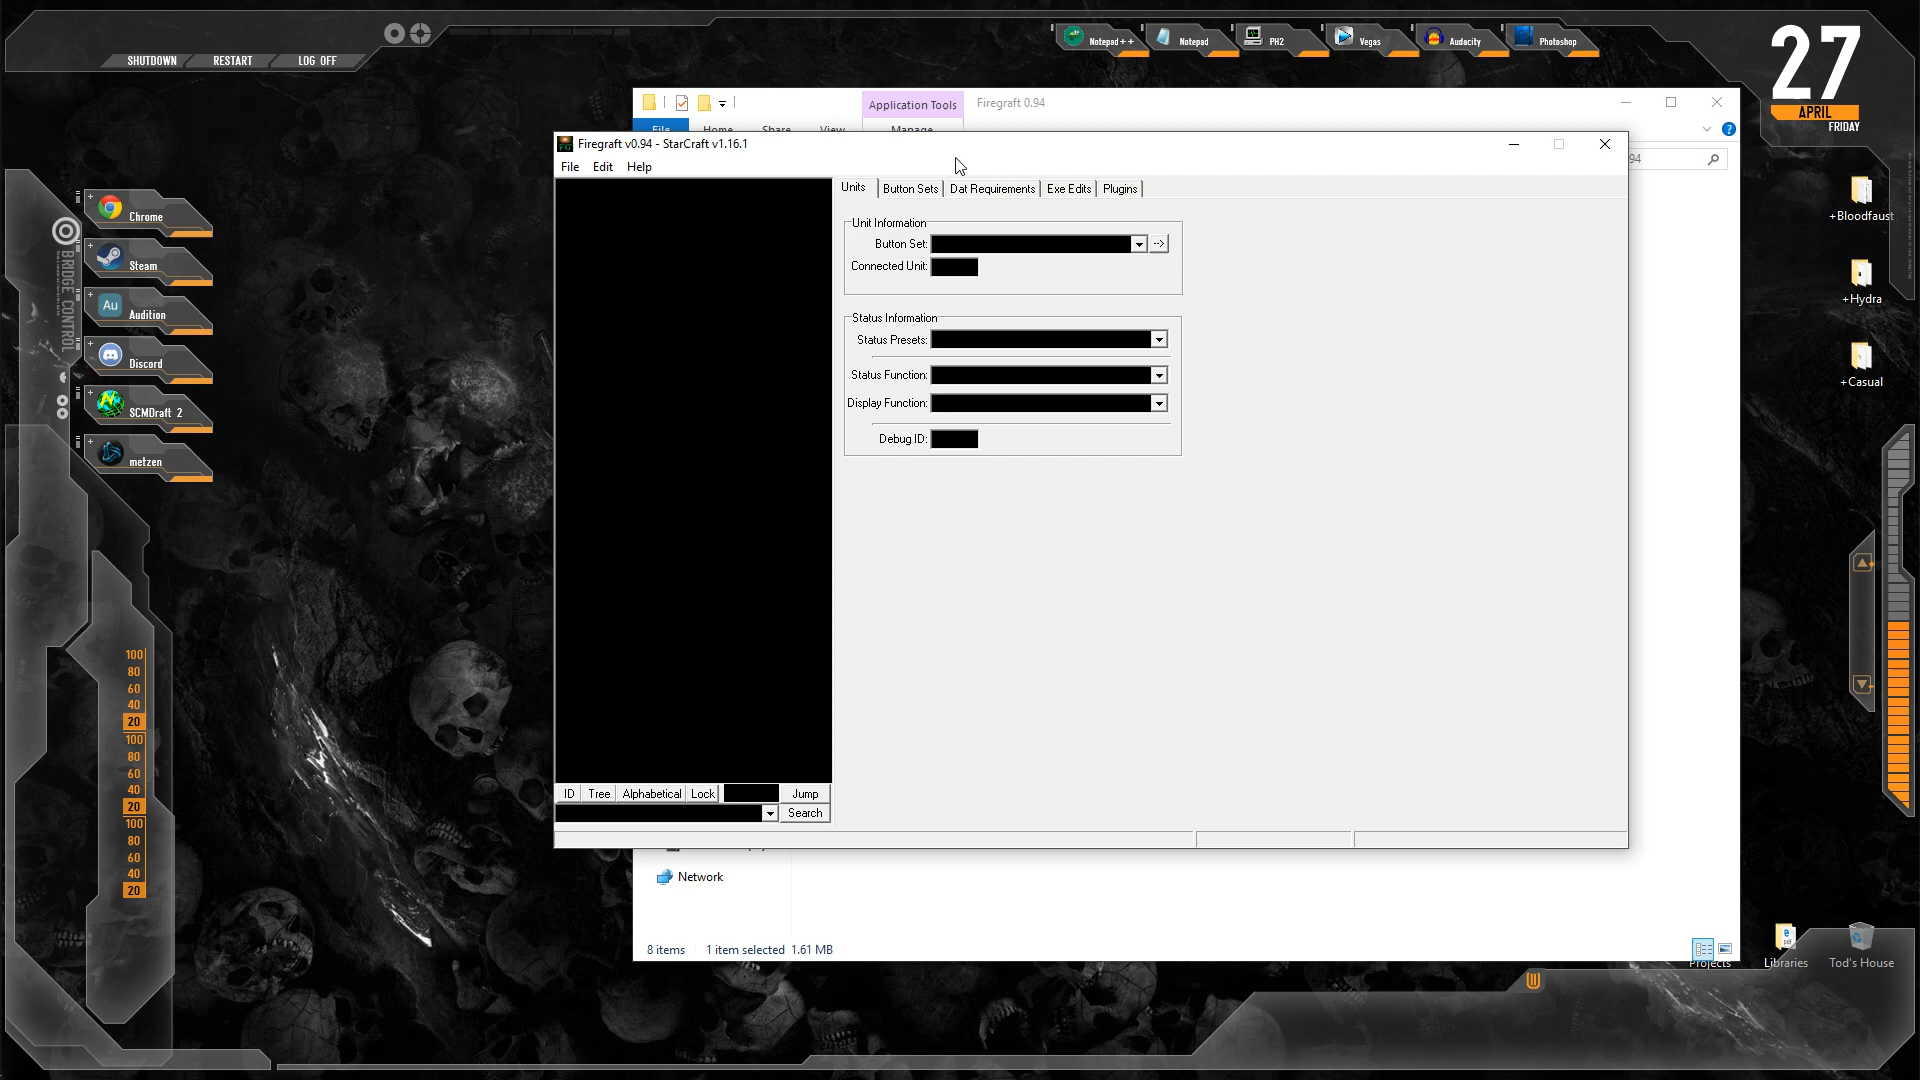 SHUTDOWN RESTART LOG OFF
Notepad++ Notepad PH2 Vegas Audacity Photoshop
27
APRIL
FRIDAY
Application Tools Firegraft 0.94
File Home Share View Manage
Firegraft v0.94 - StarCraft v1.16.1
94
File Edit Help
Units Button Sets Dat Requirements Exe Edits Plugins
Unit Information
Button Set: ->
Connected Unit:
Status Information
Status Presets:
Status Function:
Display Function:
Debug ID:
ID Tree Alphabetical Lock Jump
Search
Network
8 items 1 item selected 1.61 MB
BRIDGE CONTROL
Chrome
Steam
Au
Audition
Discord
SCMDraft 2
metzen
100
80
60
40
20
100
80
60
40
20
100
80
60
40
20
+Bloodfaust
+Hydra
+Casual
Projects Libraries Tod's House